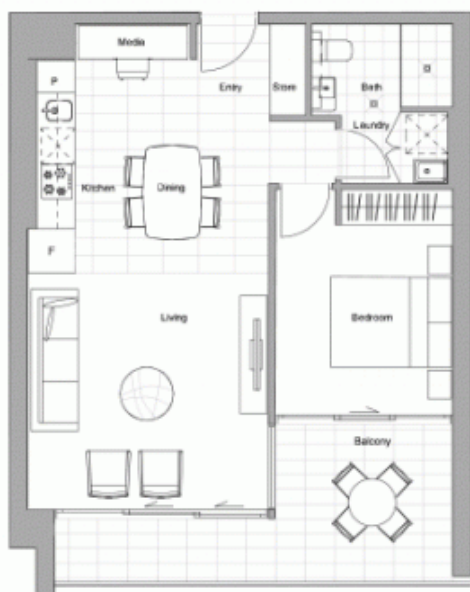 Media
P
Entry
Store
Bath
Laundry
Kitchen
Dining
F
Living
Bedroom
Balcony